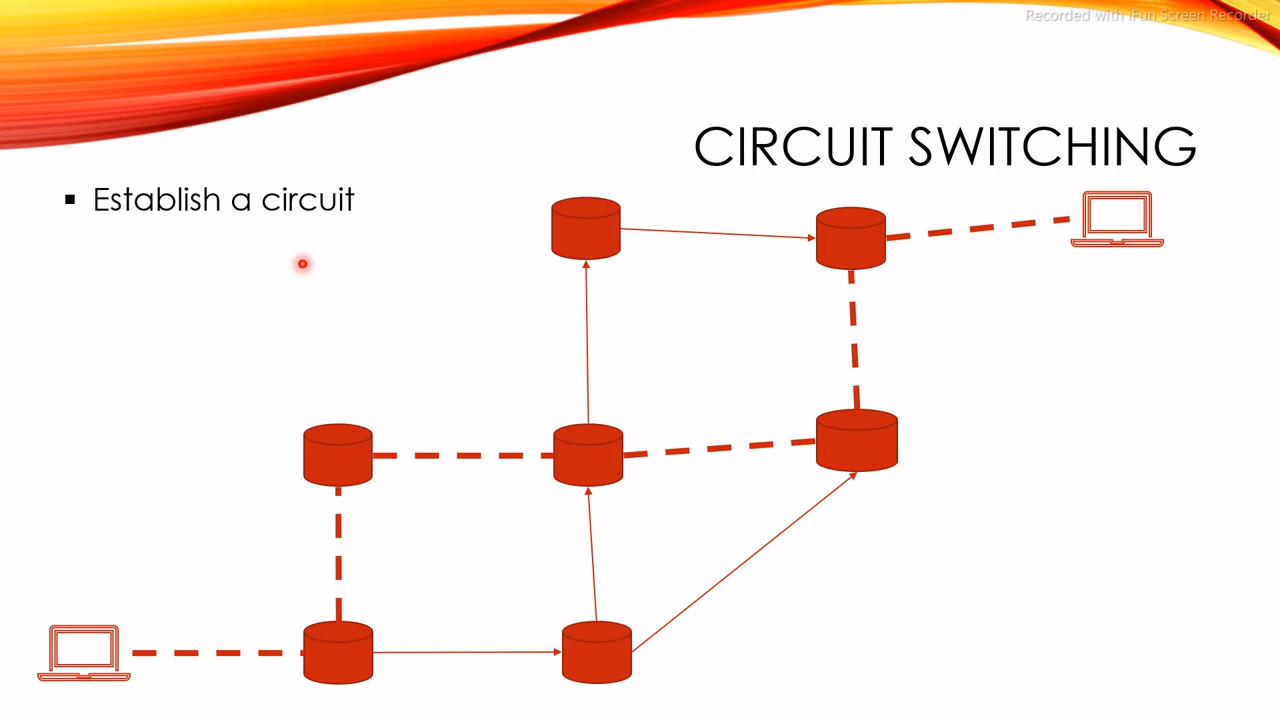 Recorded with iFun Screen Recorder
CIRCUIT SWITCHING
▪ Establish a circuit